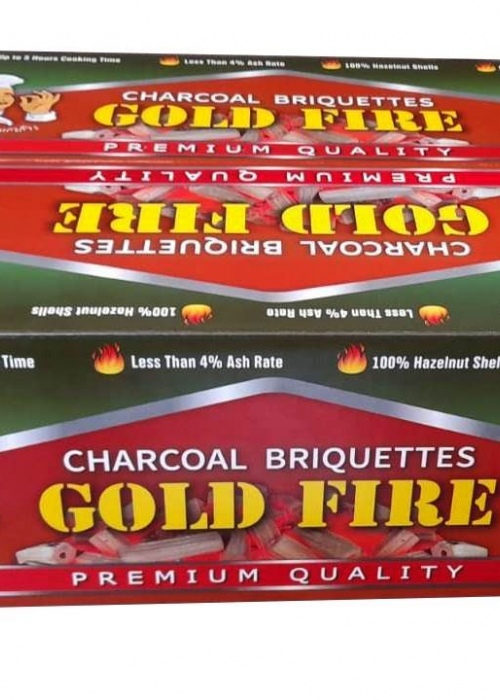 Up to 5 Hours Cooking Time Less Than 4% Ash Rate 100% Hazelnut Shells
CHARCOAL BRIQUETTES
GOLD FIRE
PREMIUM QUALITY
PREMIUM QUALITY
GOLD FIRE
CHARCOAL BRIQUETTES
Less Than 4% Ash Rate 100% Hazelnut Shells
Time Less Than 4% Ash Rate 100% Hazelnut Shel
CHARCOAL BRIQUETTES
GOLD FIRE
PREMIUM QUALITY